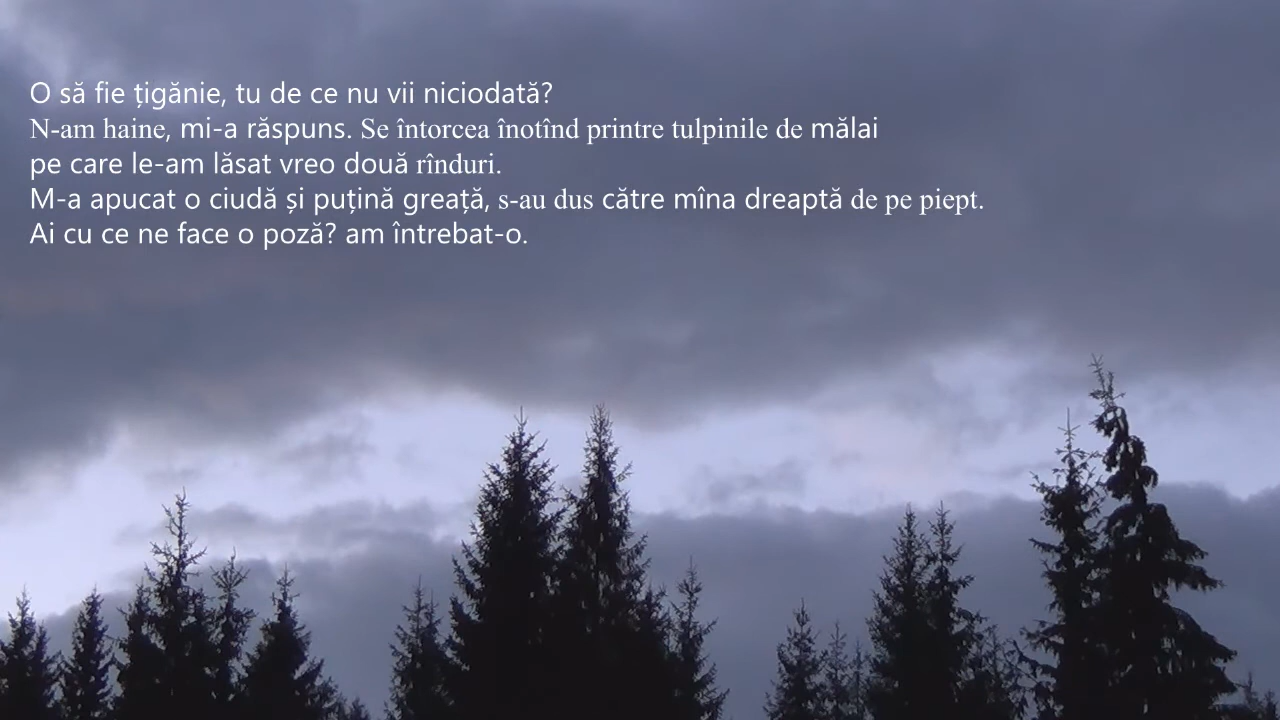 O să fie țigănie, tu de ce nu vii niciodată?
N-am haine, mi-a răspuns. Se întorcea înotînd printre tulpinile de mălai
pe care le-am lăsat vreo două rînduri.
M-a apucat o ciudă și puțină greață, s-au dus către mîna dreaptă de pe piept.
Ai cu ce ne face o poză? am întrebat-o.